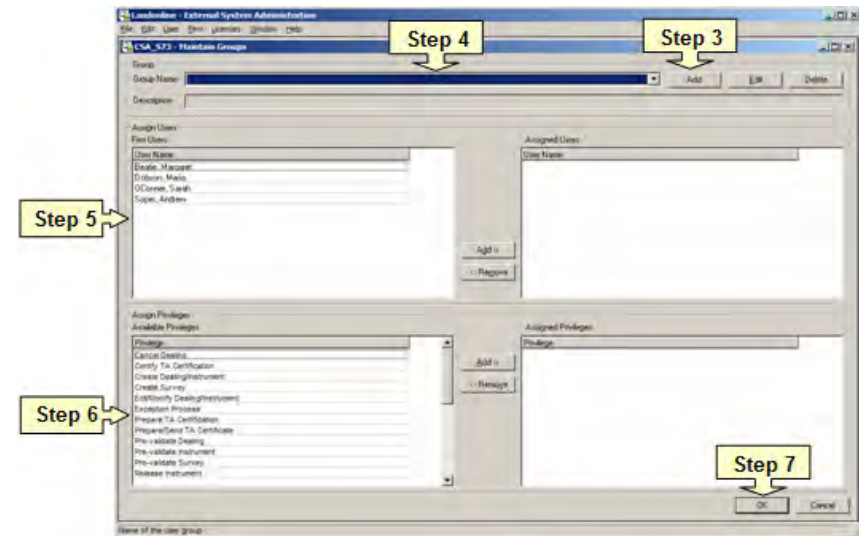 Landonline - External System Administration
File Edit User Firm Licenses Window Help
Step 4
Step 3
CSA_S73 - Maintain Groups
Group
Group Name
Add
Edit
Delete
Description
Assign Users
Firm Users
Assigned Users
User Name
User Name
Beale, Margaret
Dobson, Maria
OConner, Sarah
Soper, Andrew
Step 5
Add >
< Remove
Assign Privileges
Available Privileges
Assigned Privileges
Privilege
Privilege
Cancel Dealing
Certify TA Certification
Create Dealing/Instrument
Create Survey
Edit/Modify Dealing/Instrument
Exception Process
Prepare TA Certification
Prepare/Send TA Certificate
Pre-validate Dealing
Pre-validate Instrument
Pre-validate Survey
Release Instrument
Add >
< Remove
Step 6
Step 7
OK
Cancel
Name of the user group